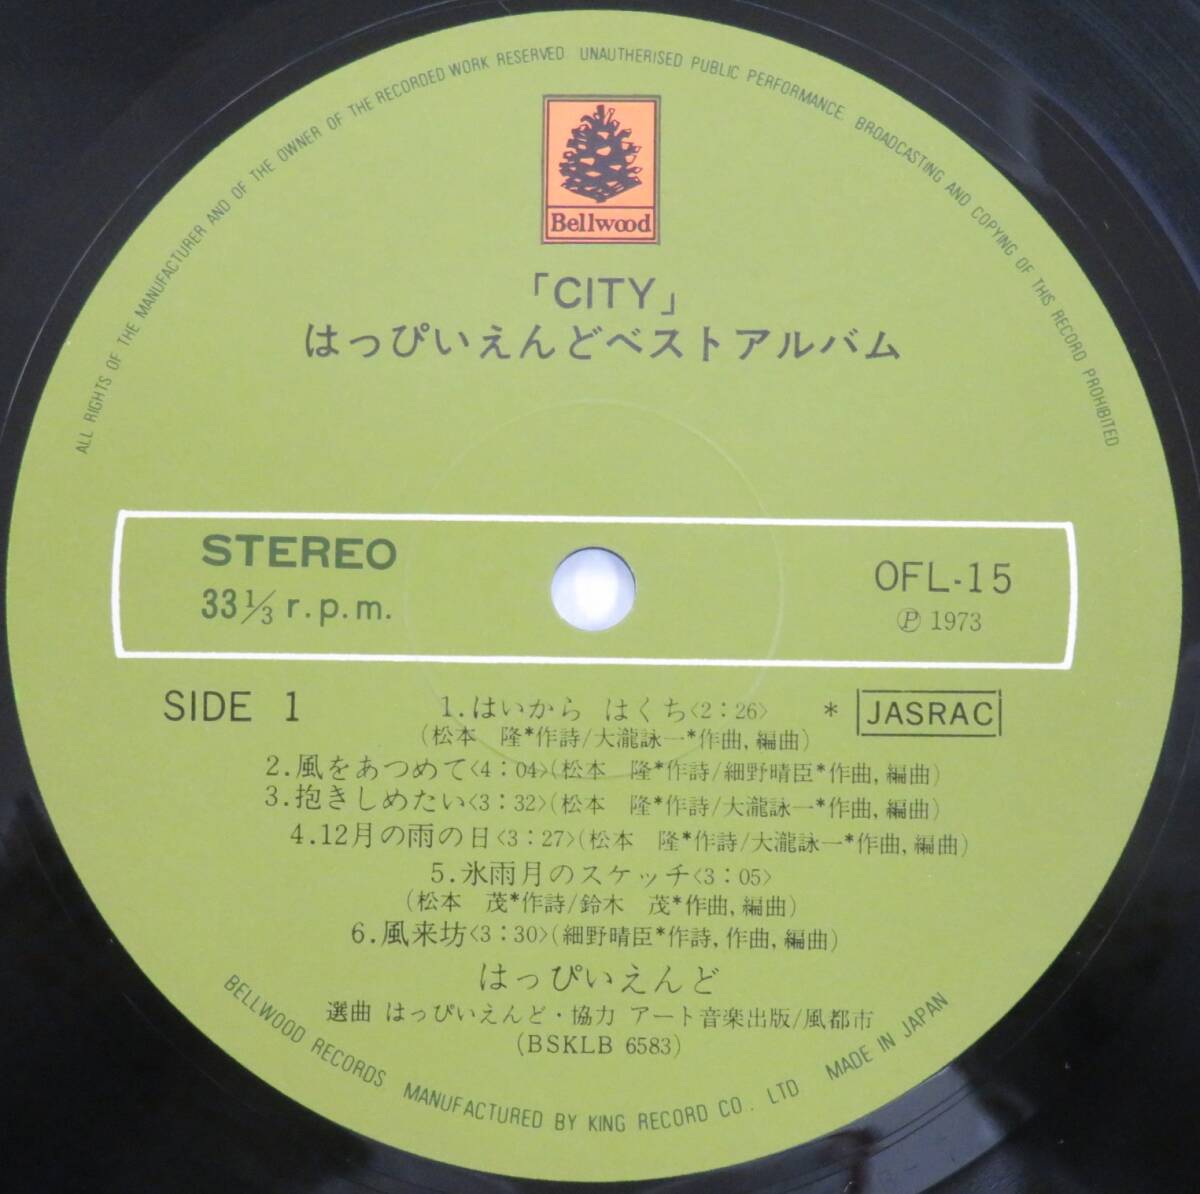 ALL RIGHTS OF THE MANUFACTURER AND OF THE OWNER OF THE RECORDED WORK RESERVED UNAUTHERISED PUBLIC PERFORMANCE BROADCASTING AND COPYING OF THIS RECORD PROHIBITED
Bellwood
「CITY」
はっぴいえんどベストアルバム
STEREO
33 1/3 r.p.m.
OFL-15
Ⓟ 1973
SIDE 1
1.はいから はくち<2:26> * JASRAC
(松本 隆*作詩/大瀧詠一*作曲,編曲)
2.風をあつめて<4:04>(松本 隆*作詩/細野晴臣*作曲,編曲)
3.抱きしめたい<3:32>(松本 隆*作詩/大瀧詠一*作曲,編曲)
4.12月の雨の日<3:27>(松本 隆*作詩/大瀧詠一*作曲,編曲)
5.氷雨月のスケッチ<3:05>
(松本 茂*作詩/鈴木 茂*作曲,編曲)
6.風来坊<3:30>(細野晴臣*作詩,作曲,編曲)
はっぴいえんど
選曲 はっぴいえんど・協力 アート音楽出版/風都市
(BSKLB 6583)
BELLWOOD RECORDS MANUFACTURED BY KING RECORD CO. LTD MADE IN JAPAN